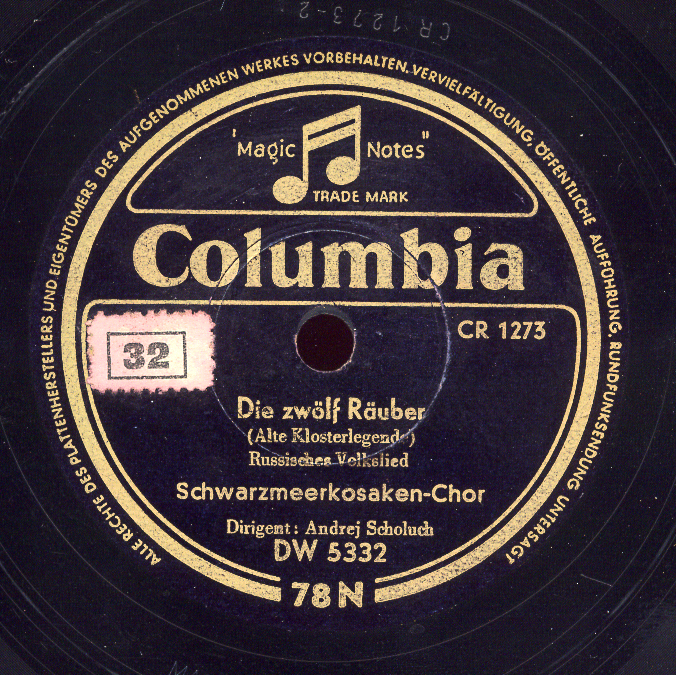 CR 1273-2
ALLE RECHTE DES PLATTENHERSTELLERS UND EIGENTÜMERS DES AUFGENOMMENEN WERKES VORBEHALTEN. VERVIELFÄLTIGUNG, ÖFFENTLICHE AUFFÜHRUNG, RUNDFUNKSENDUNG UNTERSAGT
'Magic Notes"
TRADE MARK
Columbia
CR 1273
32
Die zwölf Räuber
(Alte Klosterlegende)
Russisches Volkslied
Schwarzmeerkosaken-Chor
Dirigent: Andrej Scholuch
DW 5332
78 N